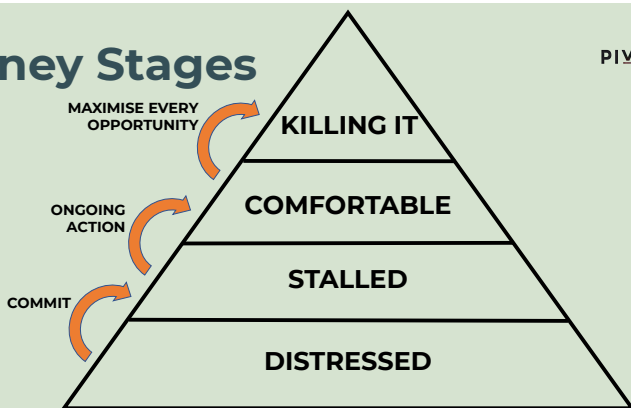 ney Stages
PIV
MAXIMISE EVERY
OPPORTUNITY
KILLING IT
ONGOING
ACTION
COMFORTABLE
COMMIT
STALLED
DISTRESSED